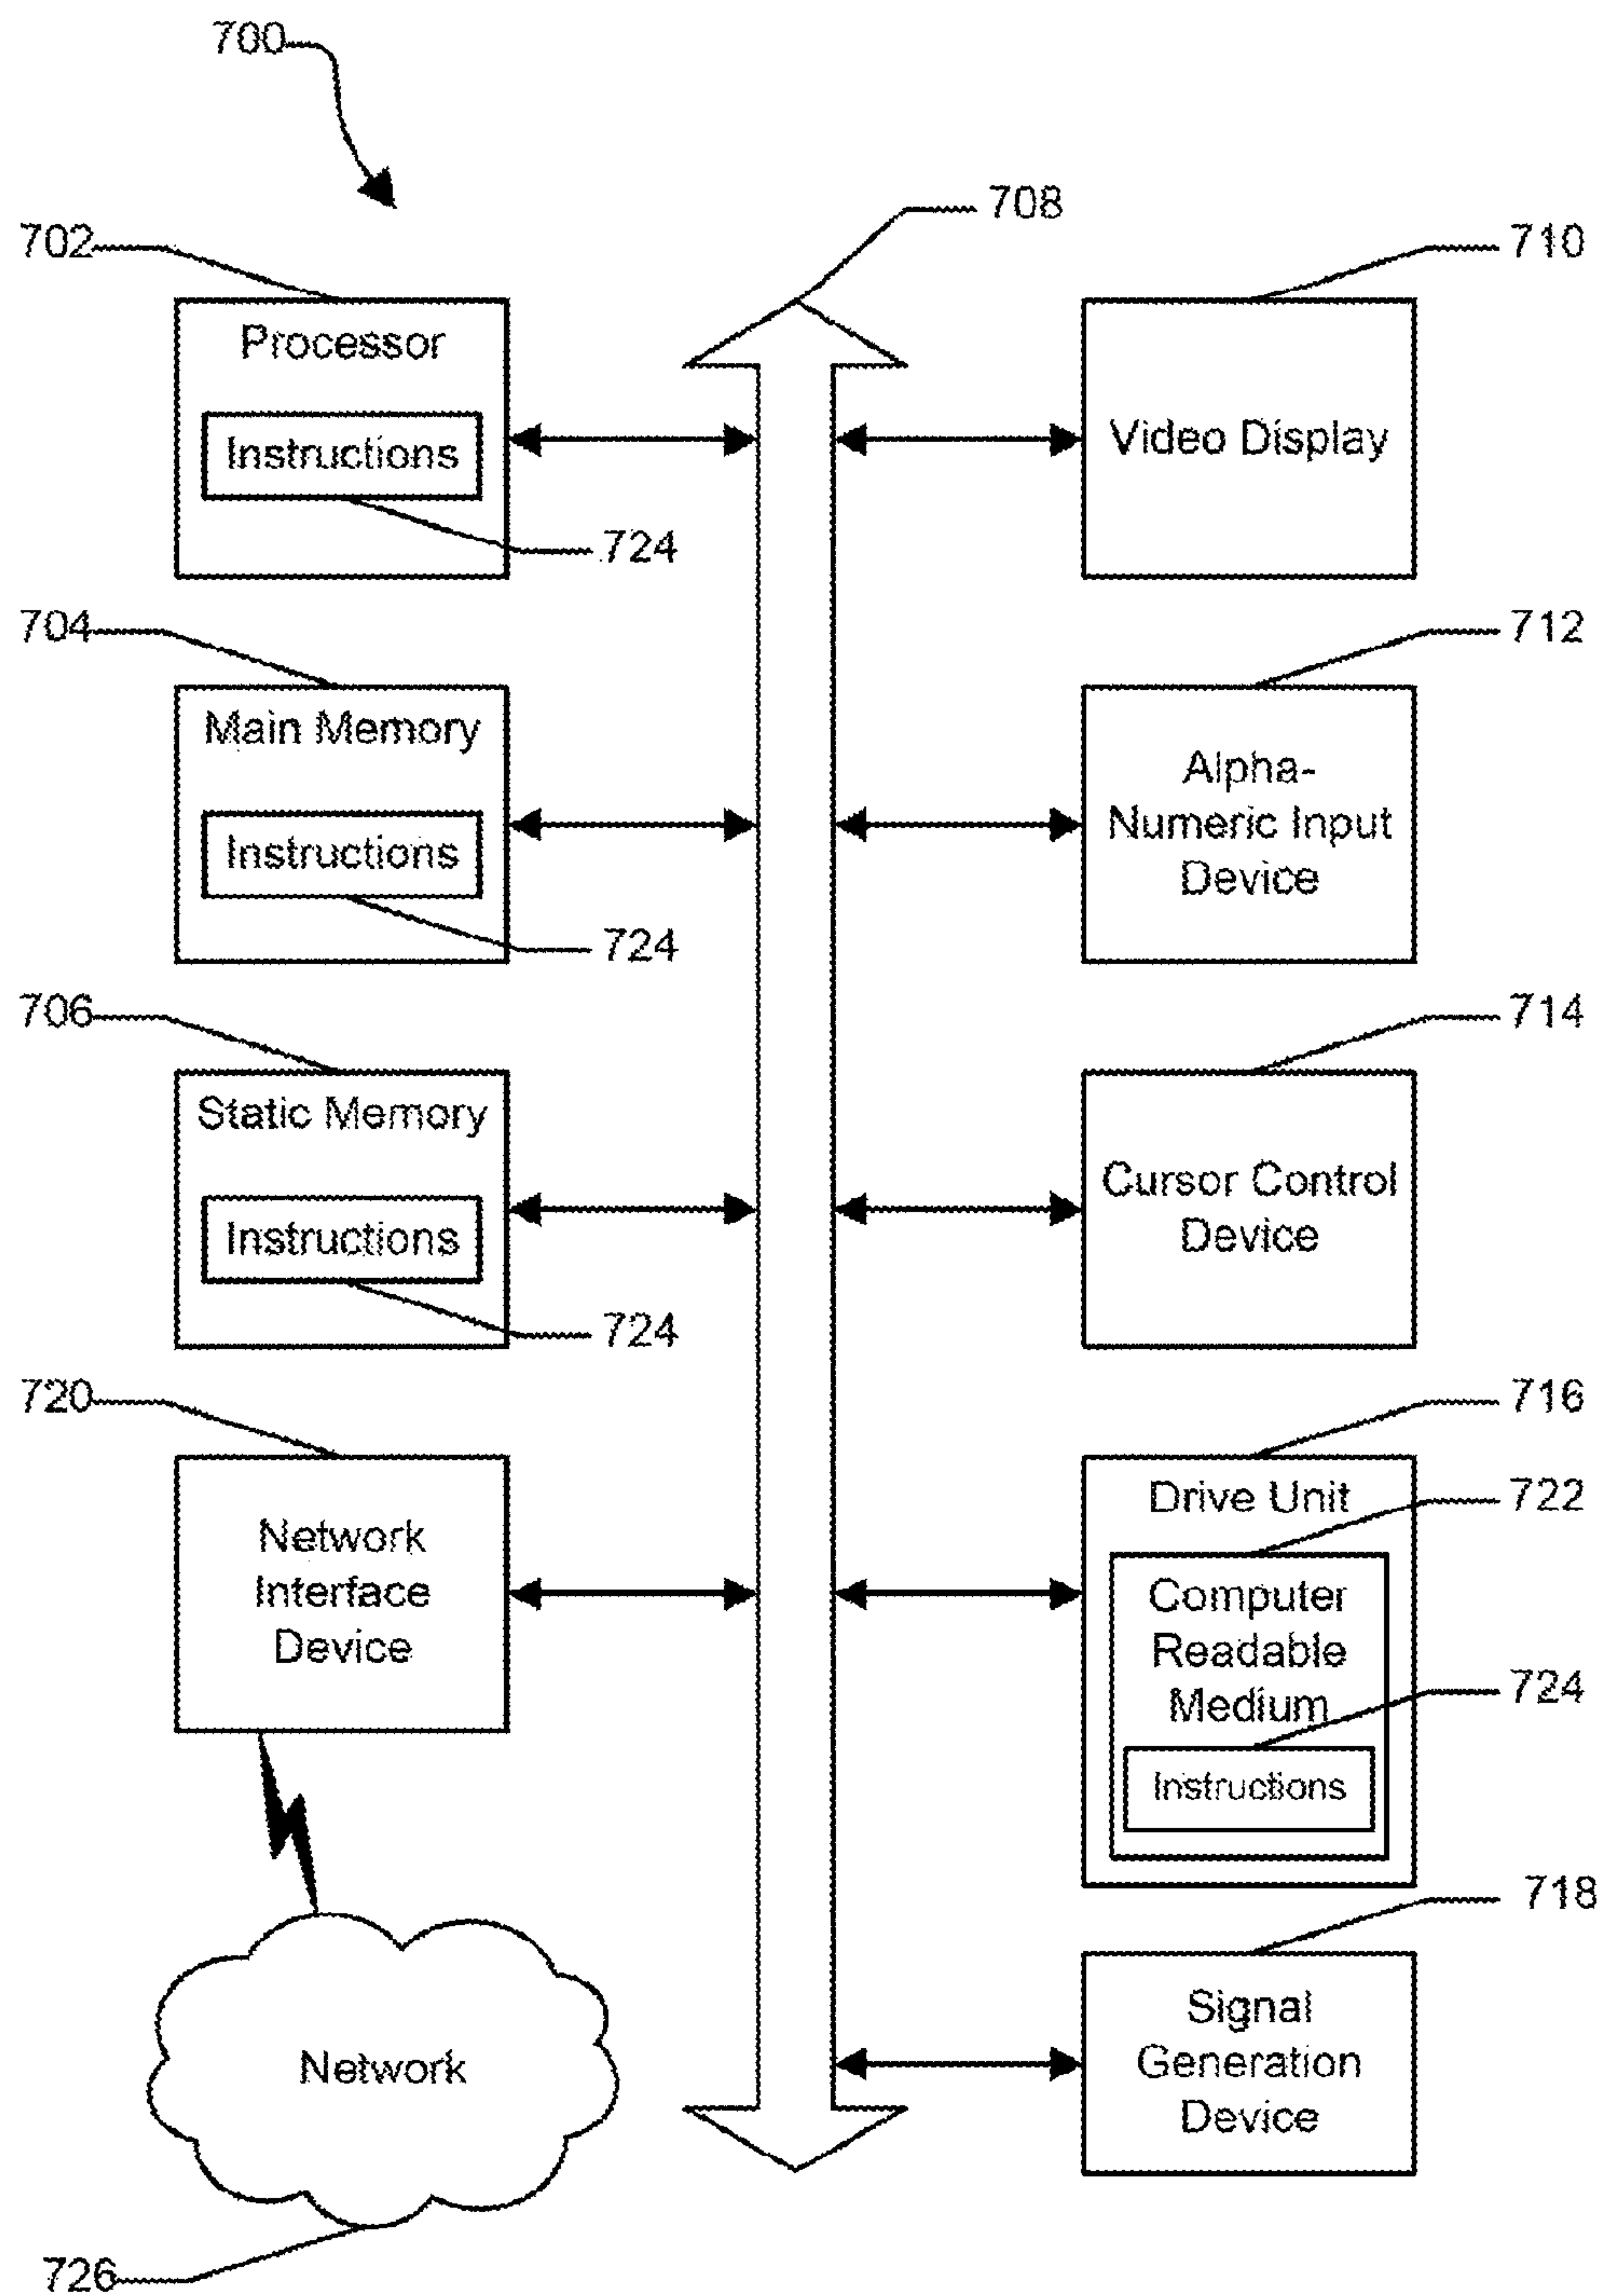 700
708
702
Processor
Instructions
724
710
Video Display
704
Main Memory
Instructions
724
712
Alpha-
Numeric Input
Device
706
Static Memory
Instructions
724
714
Cursor Control
Device
720
Network
Interface
Device
716
Drive Unit
722
Computer
Readable
Medium
724
Instructions
718
Signal
Generation
Device
Network
726